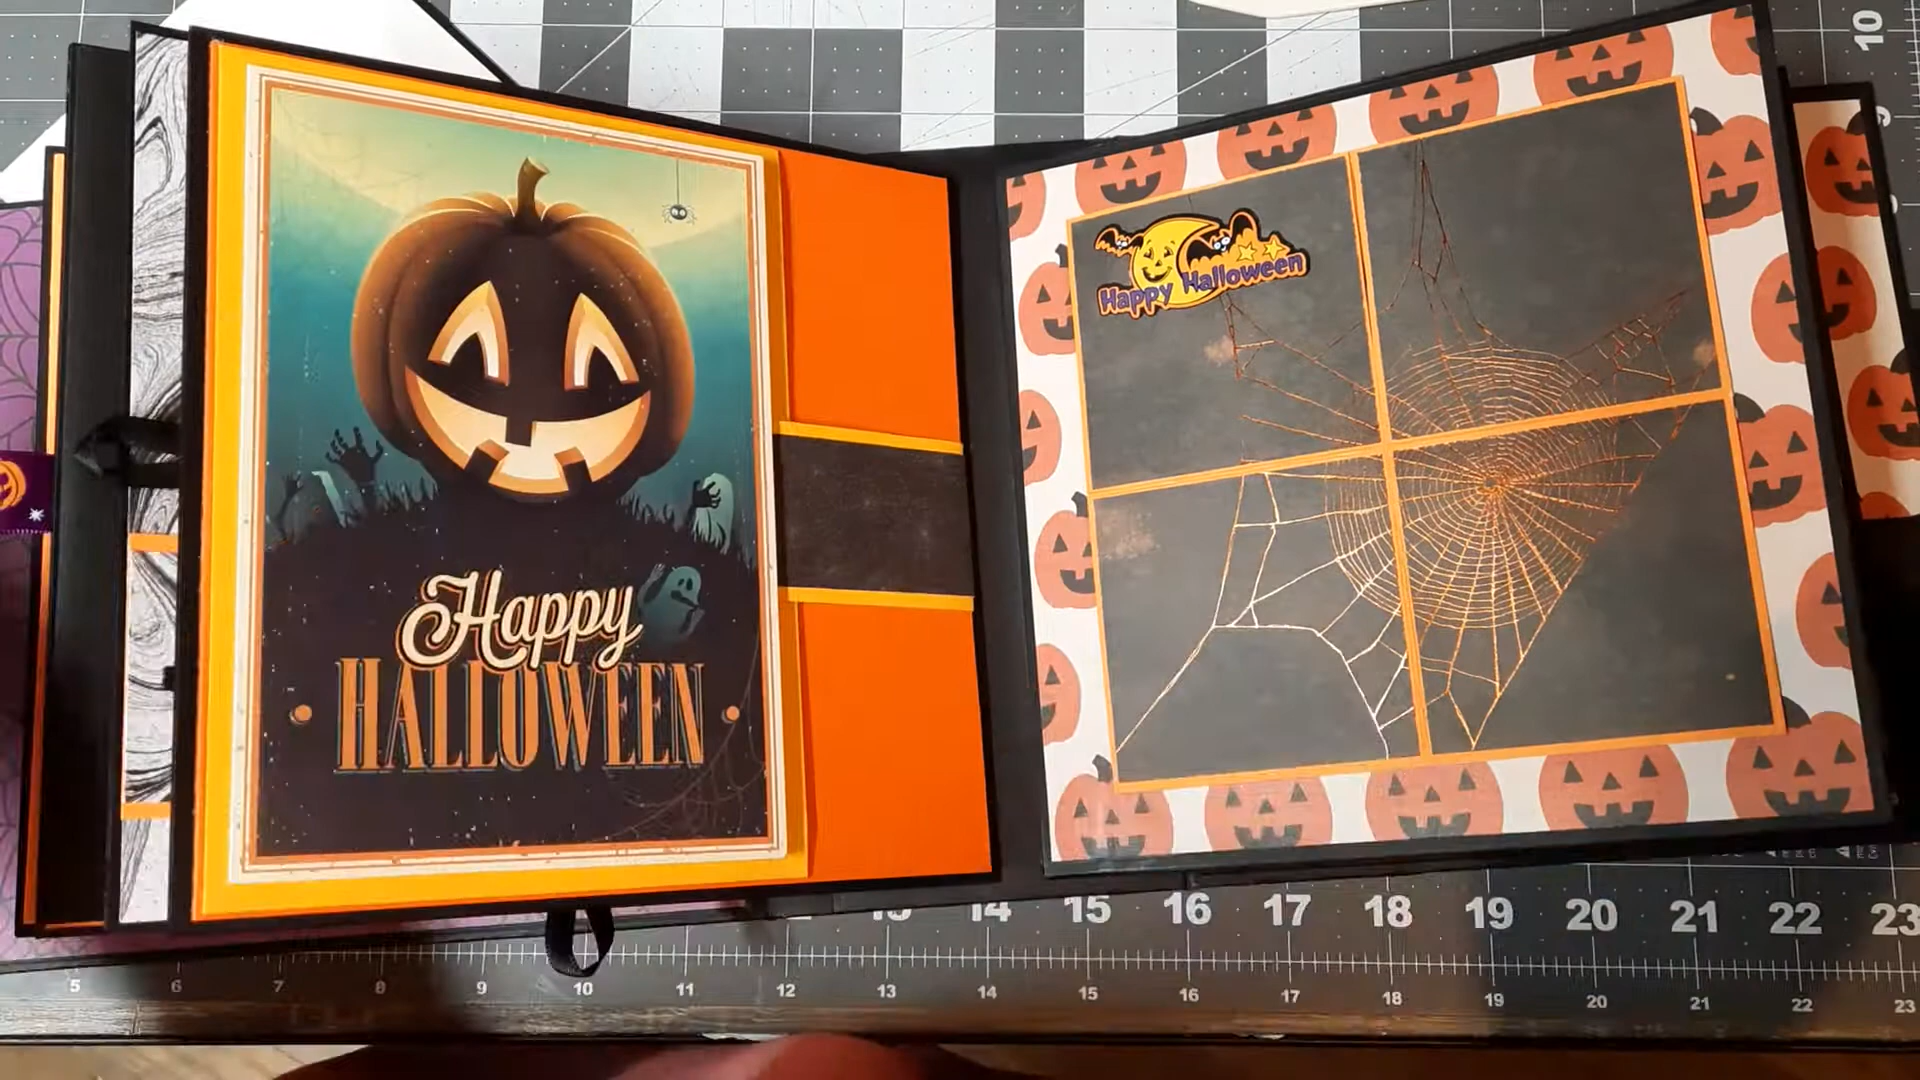 10
Happy
HALLOWEEN
Happy Halloween
13 14 15 16 17 18 19 20 21 22 23
5 6 7 8 9 10 11 12 13 14 15 16 17 18 19 20 21 22 23